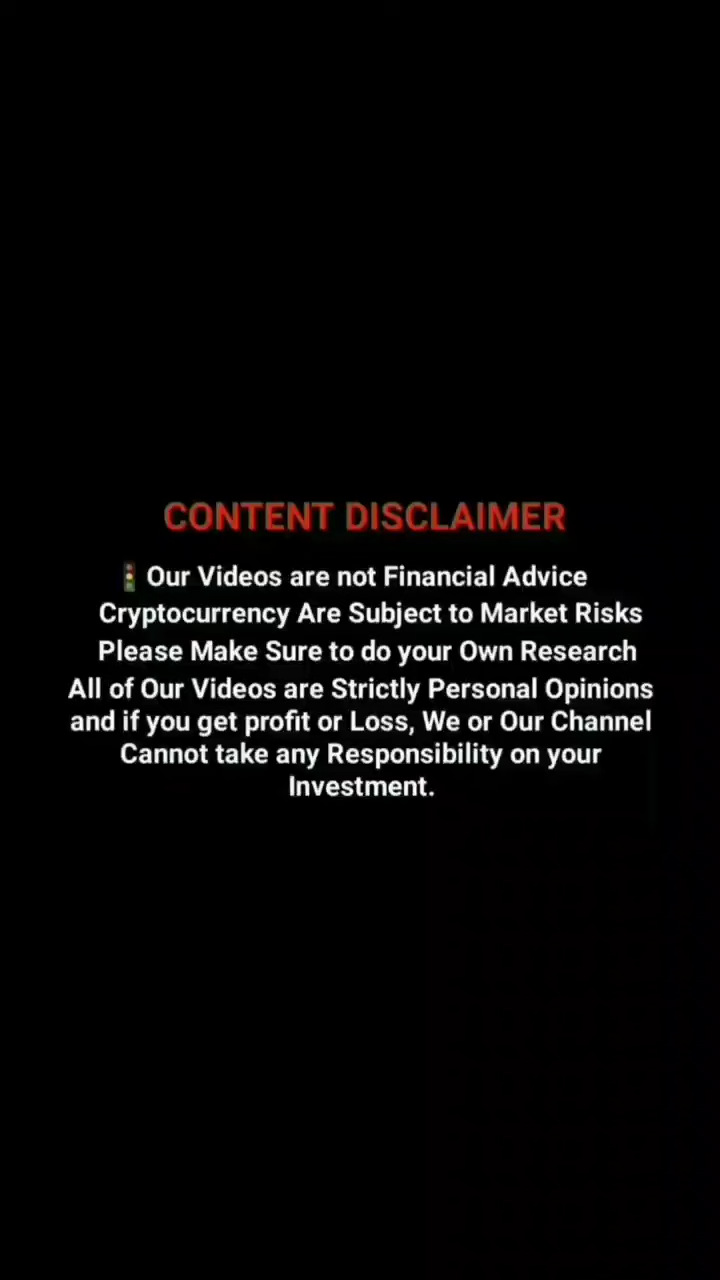 CONTENT DISCLAIMER
🚦Our Videos are not Financial Advice
Cryptocurrency Are Subject to Market Risks
Please Make Sure to do your Own Research
All of Our Videos are Strictly Personal Opinions
and if you get profit or Loss, We or Our Channel
Cannot take any Responsibility on your
Investment.